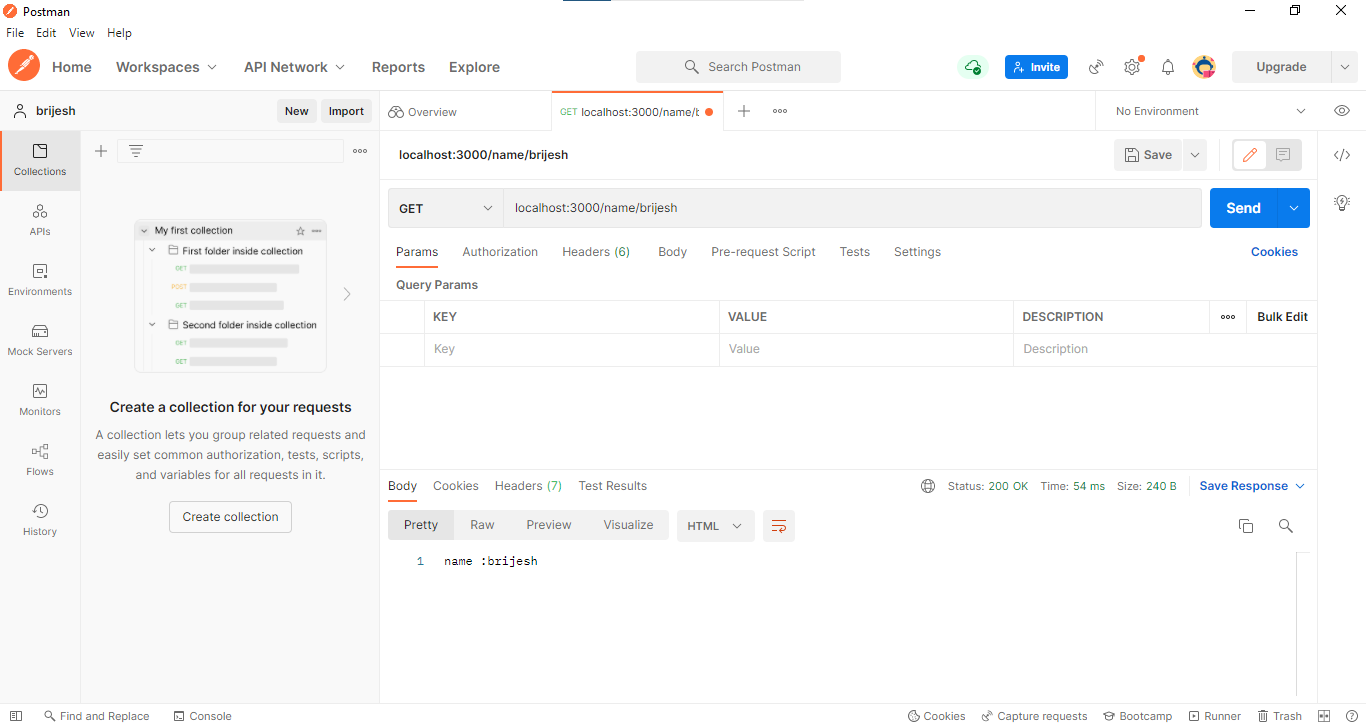 Postman
File Edit View Help
Home Workspaces API Network Reports Explore Search Postman Invite Upgrade
brijesh New Import Overview GET localhost:3000/name/b No Environment
localhost:3000/name/brijesh Save
Collections
APIs
Environments
Mock Servers
Monitors
Flows
History
My first collection
First folder inside collection
GET
POST
GET
Second folder inside collection
GET
GET
Create a collection for your requests
A collection lets you group related requests and
easily set common authorization, tests, scripts,
and variables for all requests in it.
Create collection
GET localhost:3000/name/brijesh Send
Params Authorization Headers (6) Body Pre-request Script Tests Settings Cookies
Query Params
KEY VALUE DESCRIPTION Bulk Edit
Key Value Description
Body Cookies Headers (7) Test Results Status: 200 OK Time: 54 ms Size: 240 B Save Response
Pretty Raw Preview Visualize HTML
1 name :brijesh
Find and Replace Console Cookies Capture requests Bootcamp Runner Trash